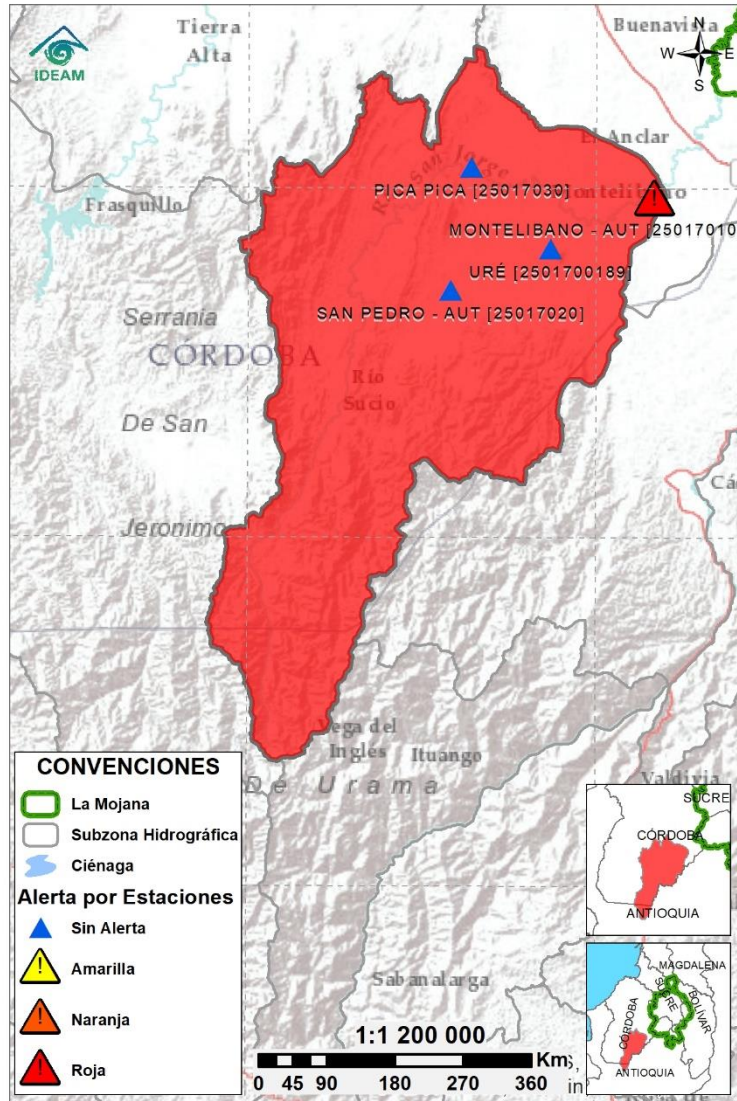 IDEAM
Tierra
Alta
Buenavista
N
W E
S
El Anclar
Frasquillo
PICA PiCA [25017030]
MONTELIBANO - AUT [25017010
URÉ [2501700189]
SAN PEDRO - AUT [25017020]
Serrania
CÓRDOBA
Río
Sucio
De San
Jeronimo
Vega del
Ingles
Ituango
De Urama
Valdivia
Sabanalarga
CONVENCIONES
La Mojana
Subzona Hidrográfica
Ciénaga
Alerta por Estaciones
Sin Alerta
Amarilla
Naranja
Roja
1:1 200 000
Km
0 45 90 180 270 360
SUCRE
CÓRDOBA
ANTIOQUIA
MAGDALENA
SUCRE
BOLÍVAR
CÓRDOBA
ANTIOQUIA